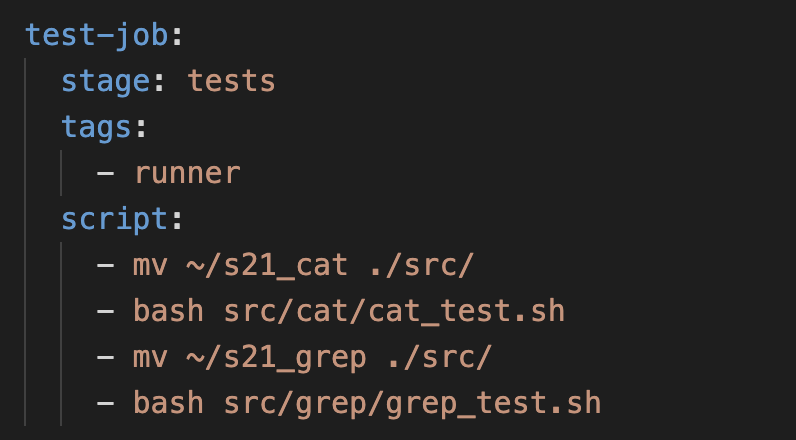 test-job:
  stage: tests
  tags:
    - runner
  script:
    - mv ~/s21_cat ./src/
    - bash src/cat/cat_test.sh
    - mv ~/s21_grep ./src/
    - bash src/grep/grep_test.sh